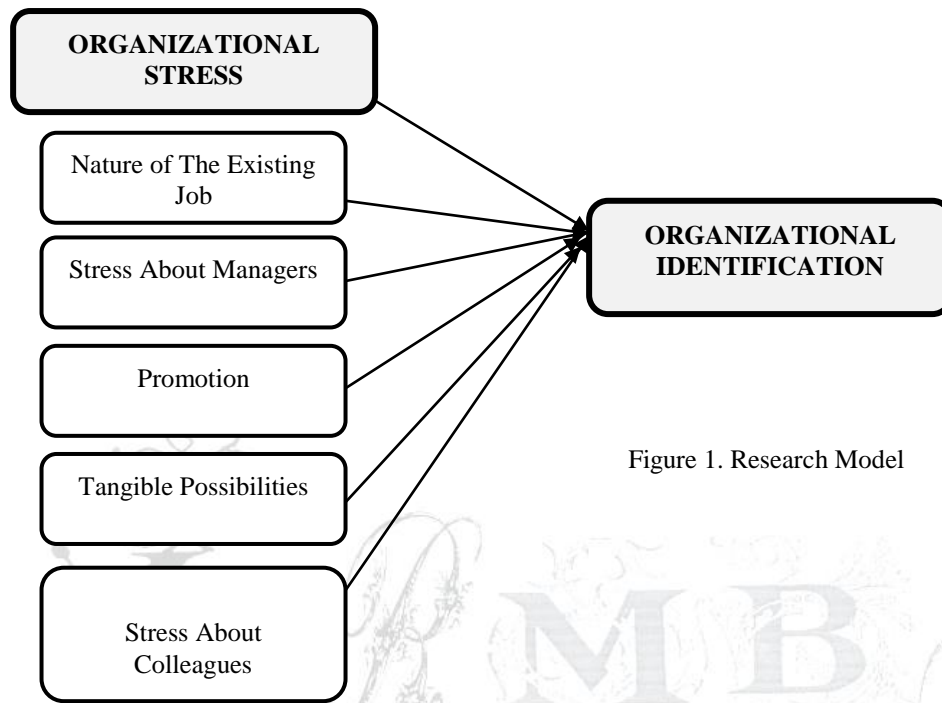 ORGANIZATIONAL
STRESS
Nature of The Existing
Job
Stress About Managers
Promotion
Tangible Possibilities
Stress About
Colleagues
ORGANIZATIONAL
IDENTIFICATION
Figure 1. Research Model
M B